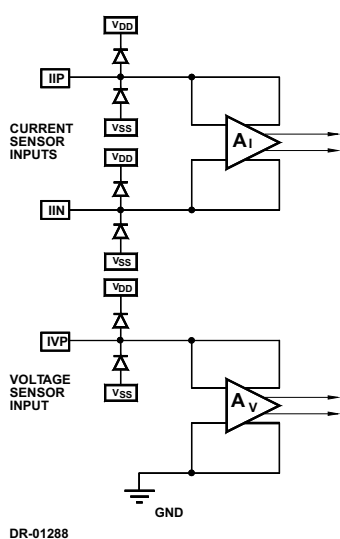 VDD
IIP
VSS
CURRENT
SENSOR
INPUTS
AI
VDD
IIN
VSS
VDD
IVP
VSS
VOLTAGE
SENSOR
INPUT
AV
GND
DR-01288